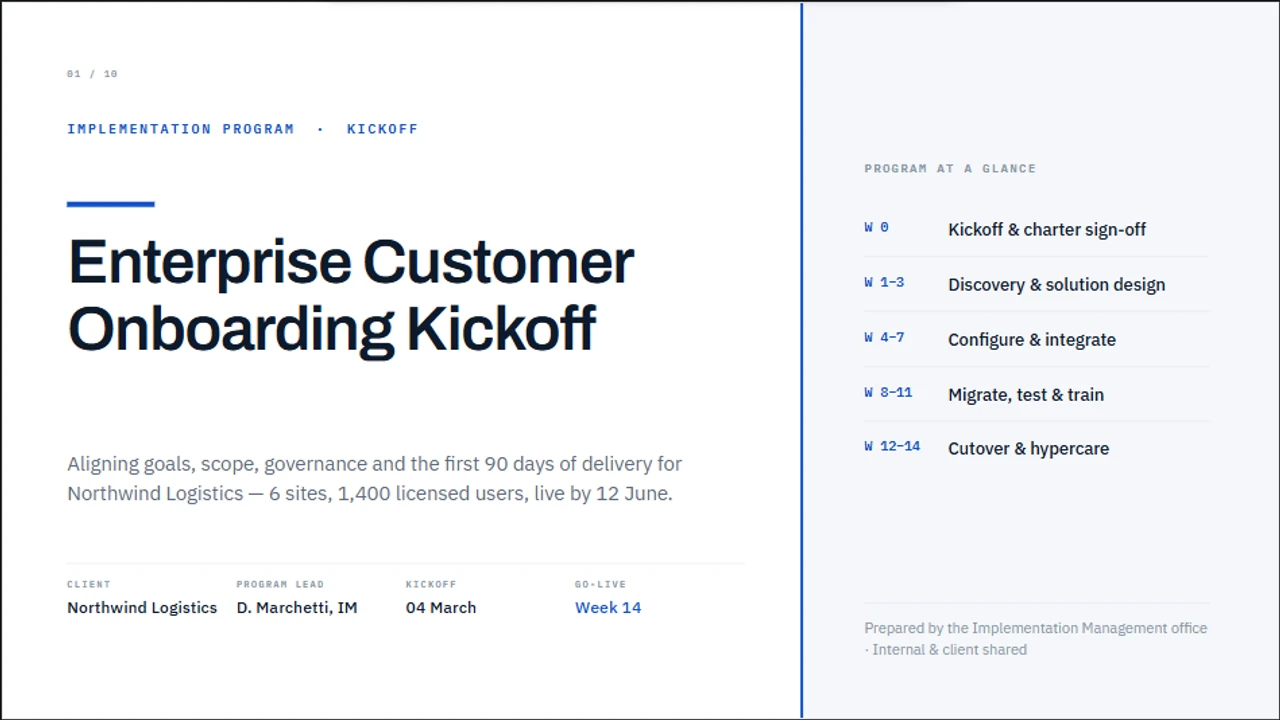 01 / 10
IMPLEMENTATION PROGRAM · KICKOFF
Enterprise Customer
Onboarding Kickoff
Aligning goals, scope, governance and the first 90 days of delivery for
Northwind Logistics — 6 sites, 1,400 licensed users, live by 12 June.
CLIENT
Northwind Logistics
PROGRAM LEAD
D. Marchetti, IM
KICKOFF
04 March
GO-LIVE
Week 14
PROGRAM AT A GLANCE
W 0 Kickoff & charter sign-off
W 1–3 Discovery & solution design
W 4–7 Configure & integrate
W 8–11 Migrate, test & train
W 12–14 Cutover & hypercare
Prepared by the Implementation Management office
· Internal & client shared